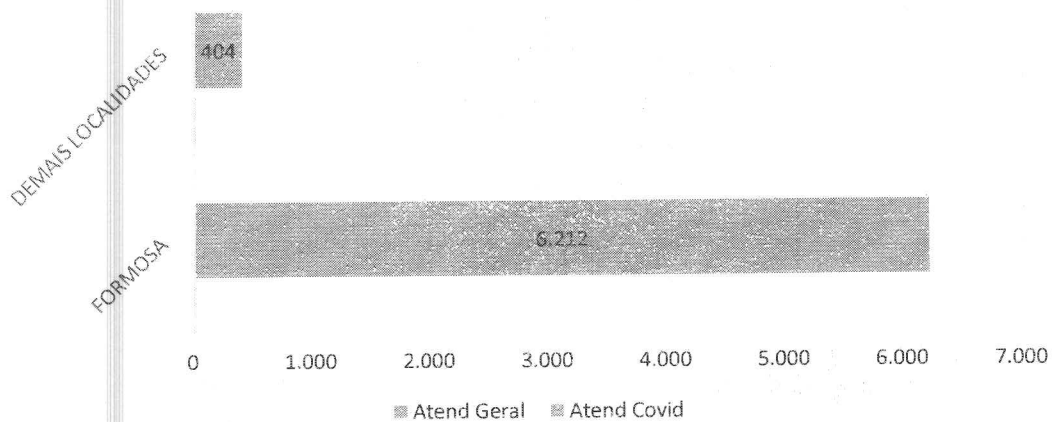 404
DEMAIS LOCALIDADES
6.212
FORMOSA
0 1.000 2.000 3.000 4.000 5.000 6.000 7.000
Atend Geral Atend Covid